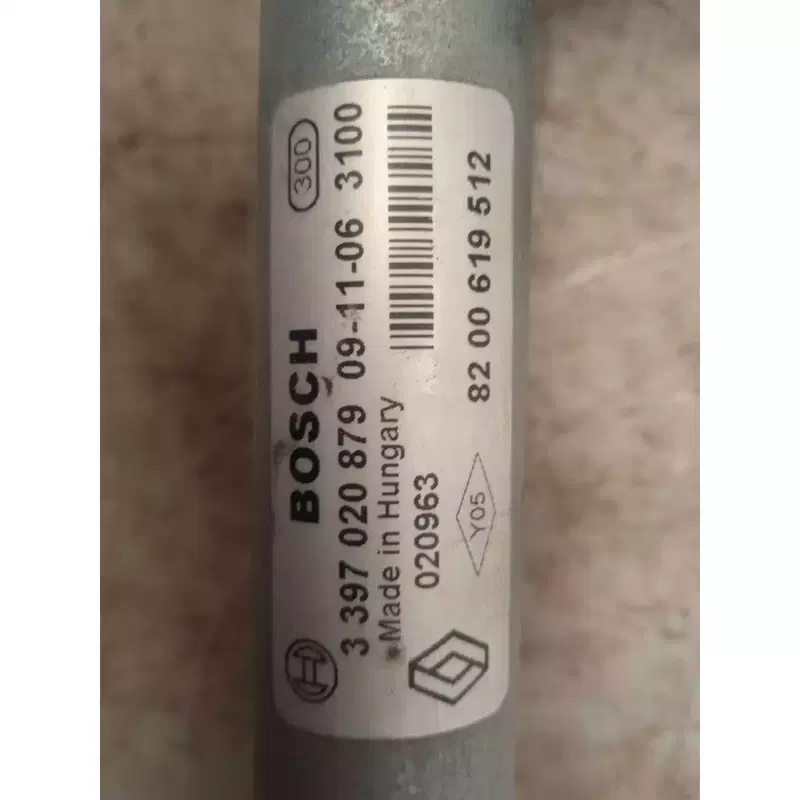 BOSCH
300
3 397 020 879 09-11-06 3100
Made in Hungary
020963
Y05
82 00 619 512